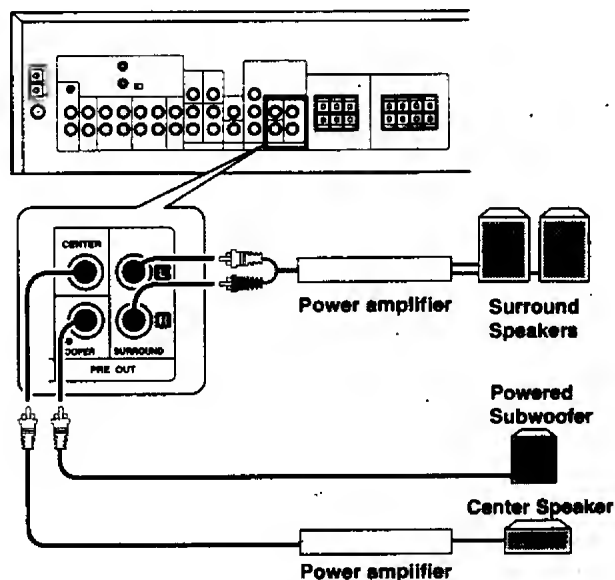 CENTER
L
SURROUND
PRE OUT
Power amplifier
Surround
Speakers
Powered
Subwoofer
Center Speaker
Power amplifier